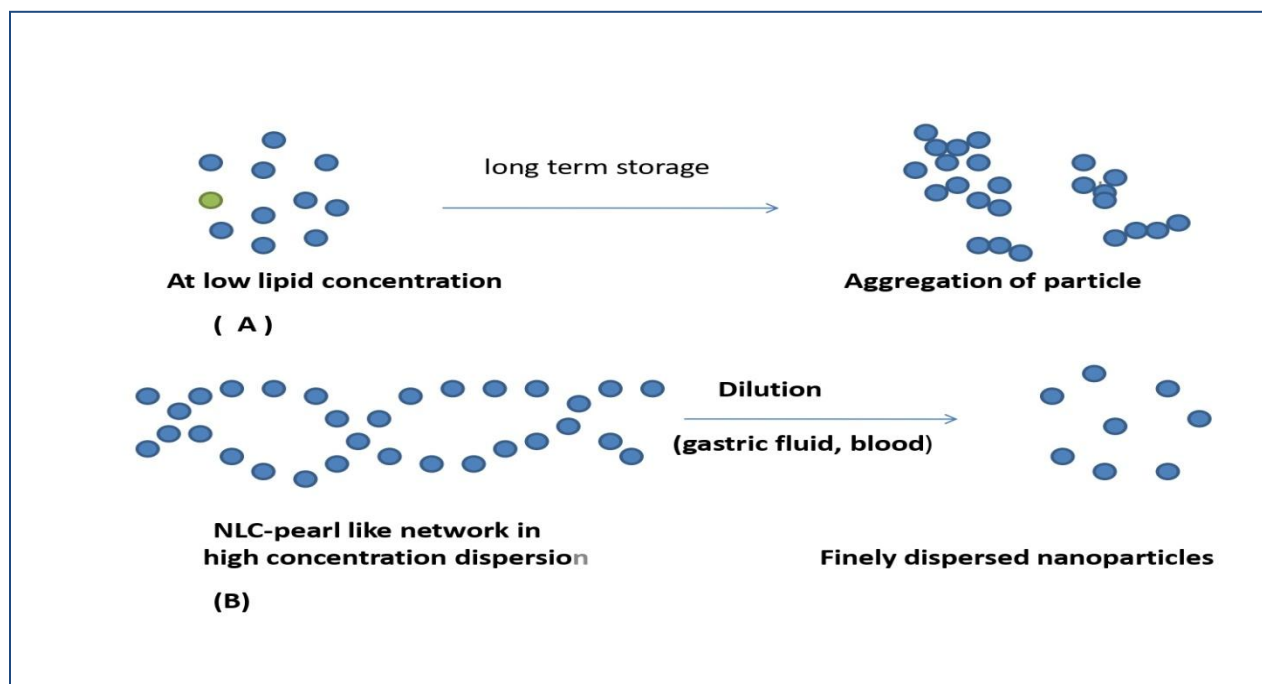 long term storage
At low lipid concentration
Aggregation of particle
( A )
Dilution
(gastric fluid, blood)
NLC-pearl like network in
high concentration dispersion
Finely dispersed nanoparticles
(B)